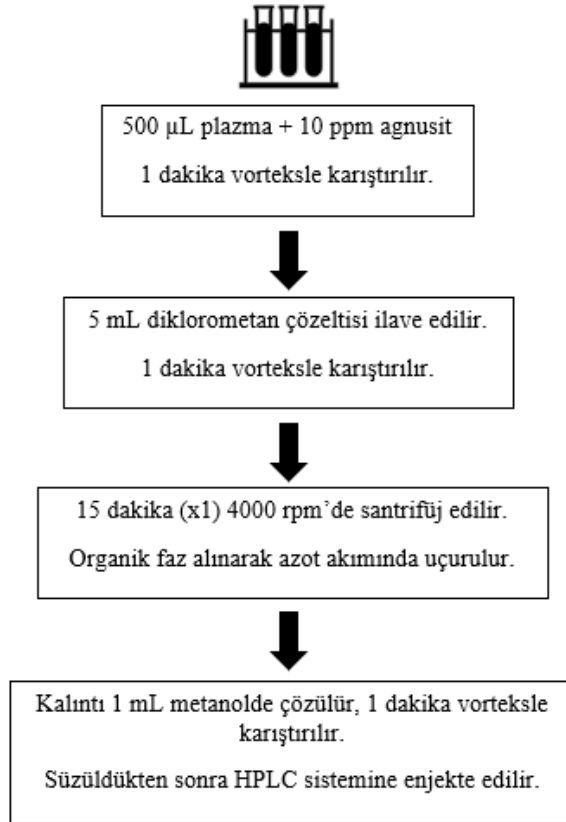 500 µL plazma + 10 ppm agnusit
1 dakika vorteksle karıştırılır.
5 mL diklorometan çözeltisi ilave edilir.
1 dakika vorteksle karıştırılır.
15 dakika (x1) 4000 rpm’de santrifüj edilir.
Organik faz alınarak azot akımında uçurulur.
Kalıntı 1 mL metanolde çözülür, 1 dakika vorteksle
karıştırılır.
Süzüldükten sonra HPLC sistemine enjekte edilir.